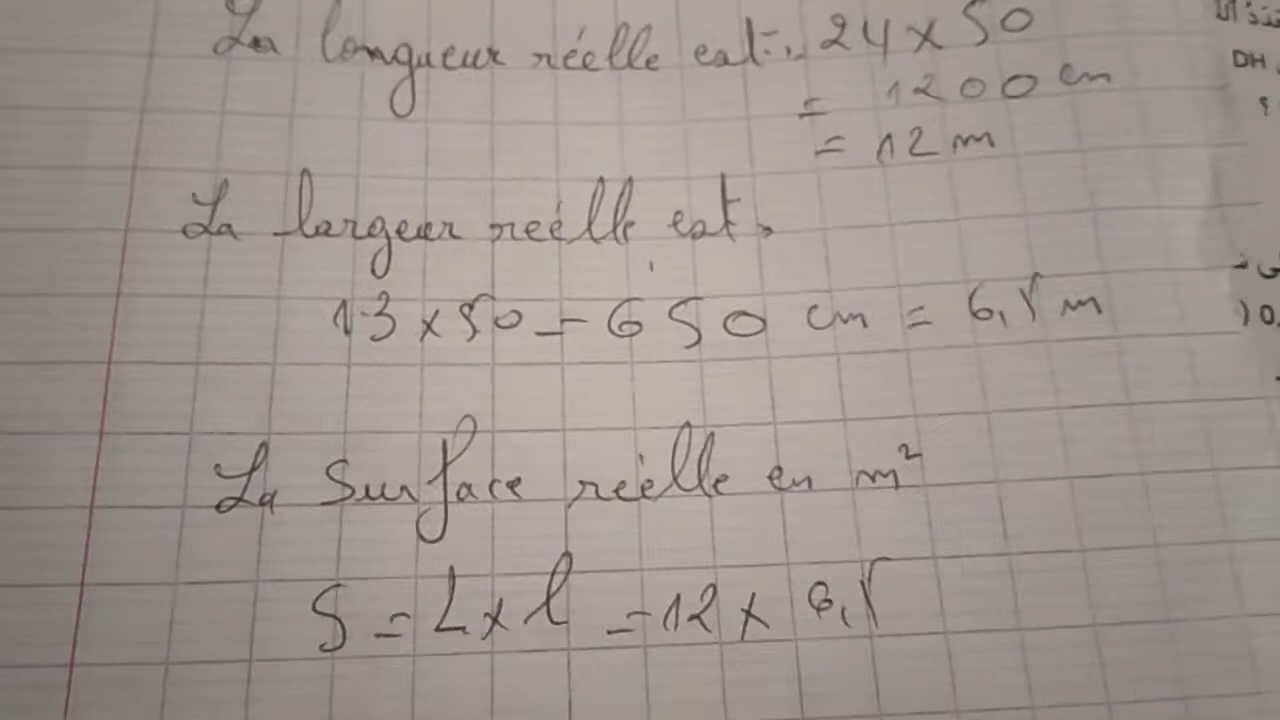 La longueur réelle est : 24 x 50
= 1200 cm
= 12 m
La largeur réelle est :
13 x 50 = 650 cm = 6,5 m
La Surface réelle en m²
S = L x l = 12 x 6,5
DH